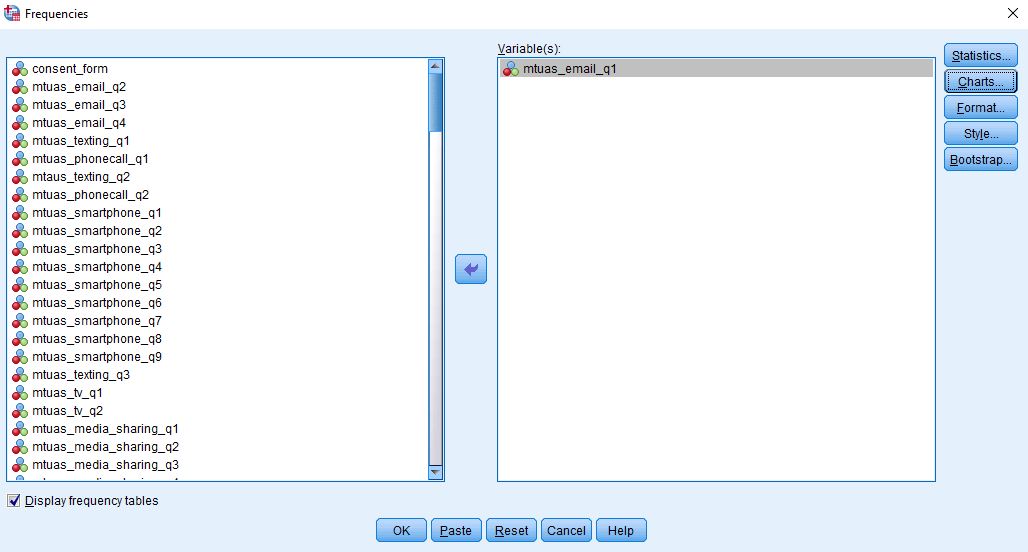 Frequencies
Variable(s):
consent_form
mtuas_email_q2
mtuas_email_q3
mtuas_email_q4
mtuas_texting_q1
mtuas_phonecall_q1
mtaus_texting_q2
mtuas_phonecall_q2
mtuas_smartphone_q1
mtuas_smartphone_q2
mtuas_smartphone_q3
mtuas_smartphone_q4
mtuas_smartphone_q5
mtuas_smartphone_q6
mtuas_smartphone_q7
mtuas_smartphone_q8
mtuas_smartphone_q9
mtuas_texting_q3
mtuas_tv_q1
mtuas_tv_q2
mtuas_media_sharing_q1
mtuas_media_sharing_q2
mtuas_media_sharing_q3
mtuas_email_q1
Statistics...
Charts...
Format...
Style...
Bootstrap...
Display frequency tables
OK Paste Reset Cancel Help